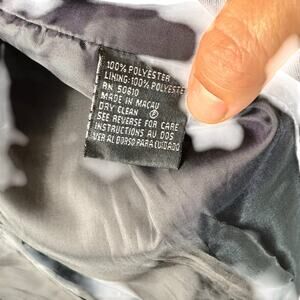 100% POLYESTER
LINING: 100% POLYESTER
RN 50610
MADE IN MACAU
DRY CLEAN Ⓟ
SEE REVERSE FOR CARE
INSTRUCTIONS AU DOS
VER AL DORSO PARA CUIDADO